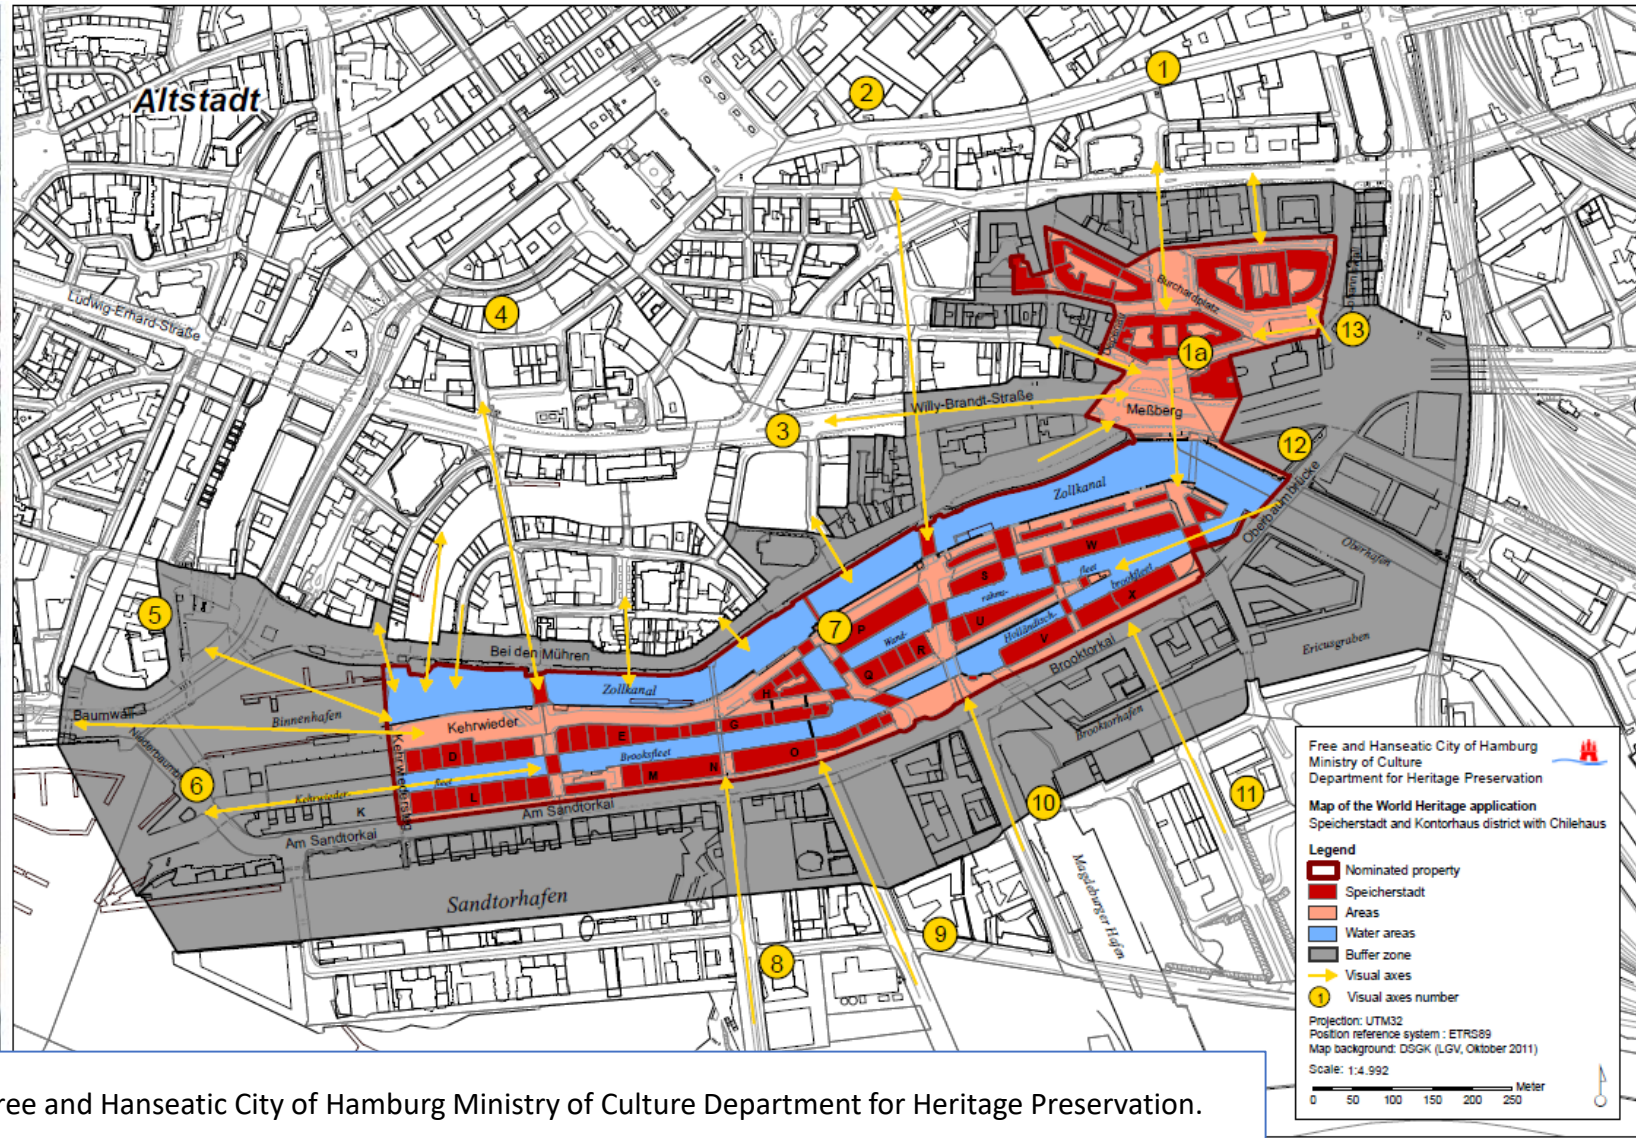 Altstadt
1
2
Ludwig-Erhard-Straße
4
Burchardplatz
13
1a
Willy-Brandt-Straße
Meßberg
3
12
Zollkanal
Oberbaumbrücke
Oberhafen
W
S
fleet
brookfleet
rahm-
X
5
7
P
Wand-
U
Holländisch-
V
R
Q
Brooktorkai
Ericusgraben
Bei den Mühren
Zollkanal
H
I
Baumwall
Binnenhafen
Kehrwieder
G
E
D
Brooksfleet
O
N
M
Brooktorhafen
6
fleet
Kehrwieder-
L
K
Am Sandtorkai
Am Sandtorkai
10
11
Magdeburger Hafen
Sandtorhafen
9
8
Free and Hanseatic City of Hamburg
Ministry of Culture
Department for Heritage Preservation
Map of the World Heritage application
Speicherstadt and Kontorhaus district with Chilehaus
Legend
Nominated property
Speicherstadt
Areas
Water areas
Buffer zone
Visual axes
1 Visual axes number
Projection: UTM32
Position reference system : ETRS89
Map background: DSGK (LGV, Oktober 2011)
Scale: 1:4.992
Meter
0 50 100 150 200 250
ree and Hanseatic City of Hamburg Ministry of Culture Department for Heritage Preservation.